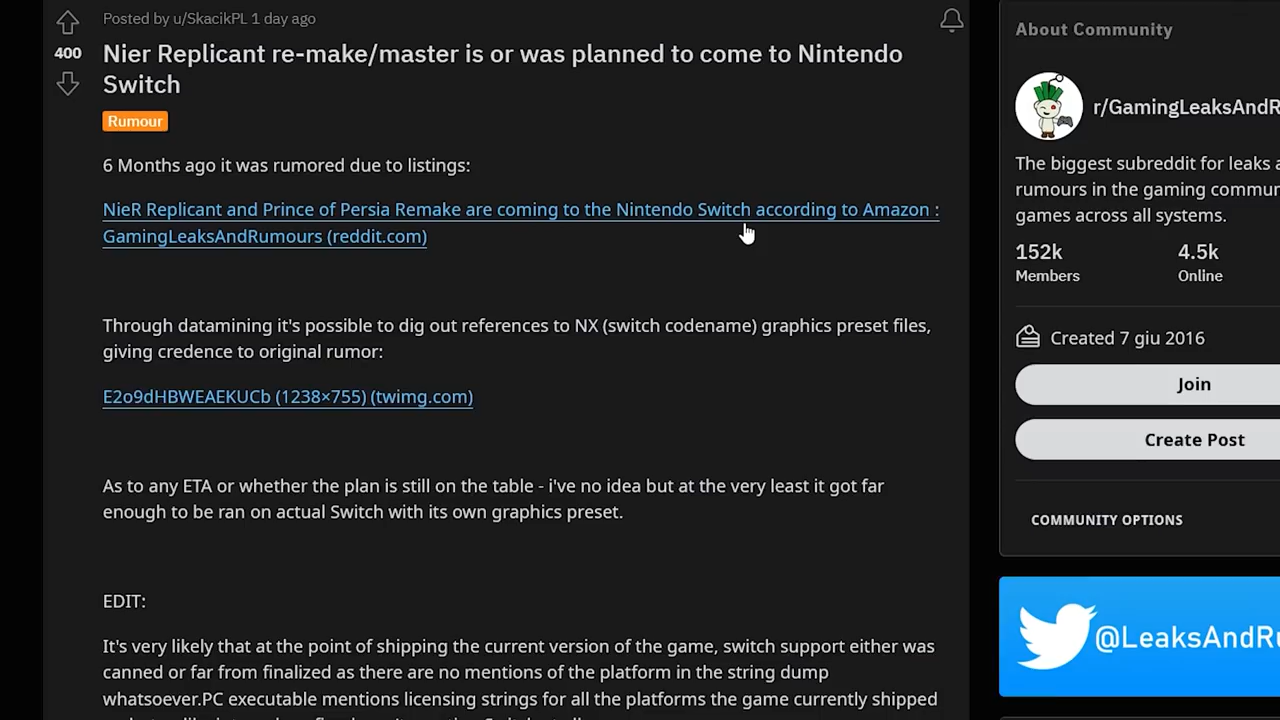 Posted by u/SkacikPL 1 day ago
400
Nier Replicant re-make/master is or was planned to come to Nintendo
Switch
Rumour
6 Months ago it was rumored due to listings:
NieR Replicant and Prince of Persia Remake are coming to the Nintendo Switch according to Amazon :
GamingLeaksAndRumours (reddit.com)
Through datamining it's possible to dig out references to NX (switch codename) graphics preset files,
giving credence to original rumor:
E2o9dHBWEAEKUCb (1238×755) (twimg.com)
As to any ETA or whether the plan is still on the table - i've no idea but at the very least it got far
enough to be ran on actual Switch with its own graphics preset.
EDIT:
It's very likely that at the point of shipping the current version of the game, switch support either was
canned or far from finalized as there are no mentions of the platform in the string dump
whatsoever.PC executable mentions licensing strings for all the platforms the game currently shipped
About Community
r/GamingLeaksAndR
The biggest subreddit for leaks a
rumours in the gaming commun
games across all systems.
152k 4.5k
Members Online
Created 7 giu 2016
Join
Create Post
COMMUNITY OPTIONS
@LeaksAndRu